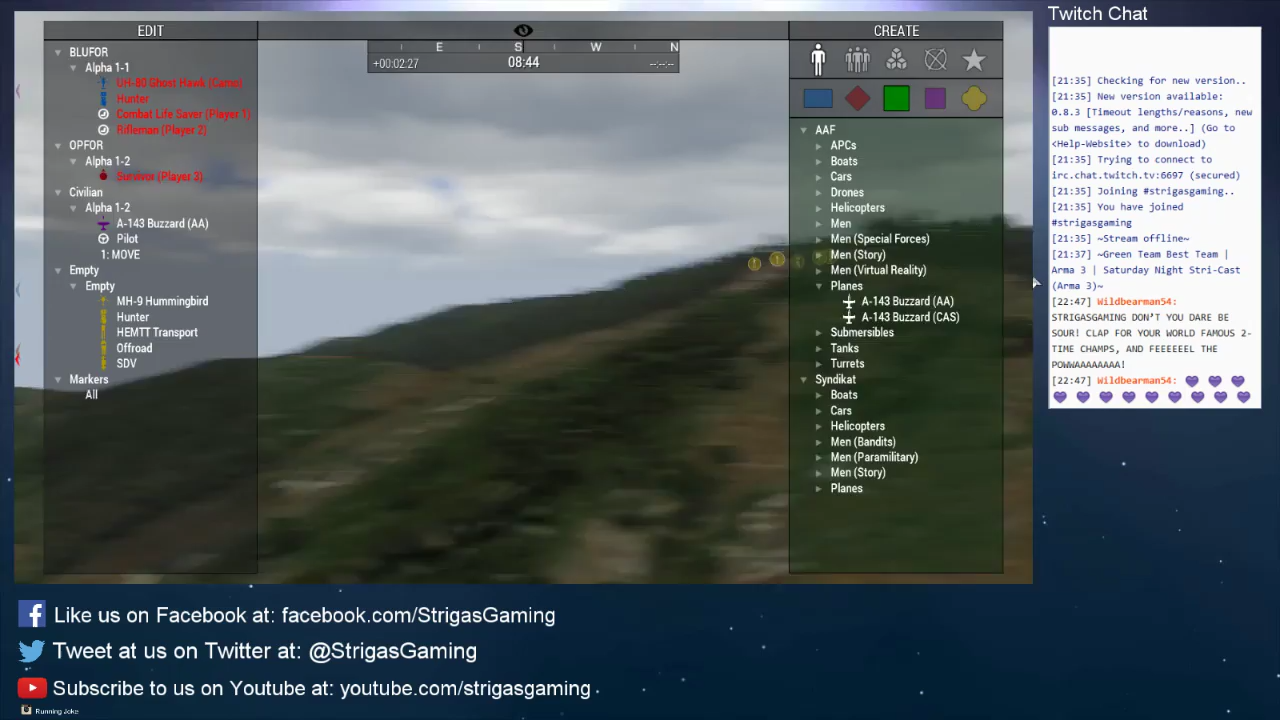 EDIT
BLUFOR
Alpha 1-1
UH-80 Ghost Hawk (Camo)
Hunter
Combat Life Saver (Player 1)
Rifleman (Player 2)
OPFOR
Alpha 1-2
Survivor (Player 3)
Civilian
Alpha 1-2
A-143 Buzzard (AA)
Pilot
1: MOVE
Empty
Empty
MH-9 Hummingbird
Hunter
HEMTT Transport
Offroad
SDV
Markers
All
E S W N
+00:02:27 08:44 --:--:--
CREATE
AAF
APCs
Boats
Cars
Drones
Helicopters
Men
Men (Special Forces)
Men (Story)
Men (Virtual Reality)
Planes
A-143 Buzzard (AA)
A-143 Buzzard (CAS)
Submersibles
Tanks
Turrets
Syndikat
Boats
Cars
Helicopters
Men (Bandits)
Men (Paramilitary)
Men (Story)
Planes
Twitch Chat
[21:35] Checking for new version..
[21:35] New version available:
0.8.3 [Timeout lengths/reasons, new
sub messages, and more..] (Go to
<Help-Website> to download)
[21:35] Trying to connect to
irc.chat.twitch.tv:6697 (secured)
[21:35] Joining #strigasgaming..
[21:35] You have joined
#strigasgaming
[21:35] ~Stream offline~
[21:37] ~Green Team Best Team |
Arma 3 | Saturday Night Stri-Cast
(Arma 3)~
[22:47] Wildbearman54:
STRIGASGAMING DON'T YOU DARE BE
SOUR! CLAP FOR YOUR WORLD FAMOUS 2-
TIME CHAMPS, AND FEEEEEL THE
POWWAAAAAAA!
[22:47] Wildbearman54: 💜 💜 💜
💜 💜 💜 💜 💜 💜 💜 💜 💜
Like us on Facebook at: facebook.com/StrigasGaming
Tweet at us on Twitter at: @StrigasGaming
Subscribe to us on Youtube at: youtube.com/strigasgaming
Running Joke